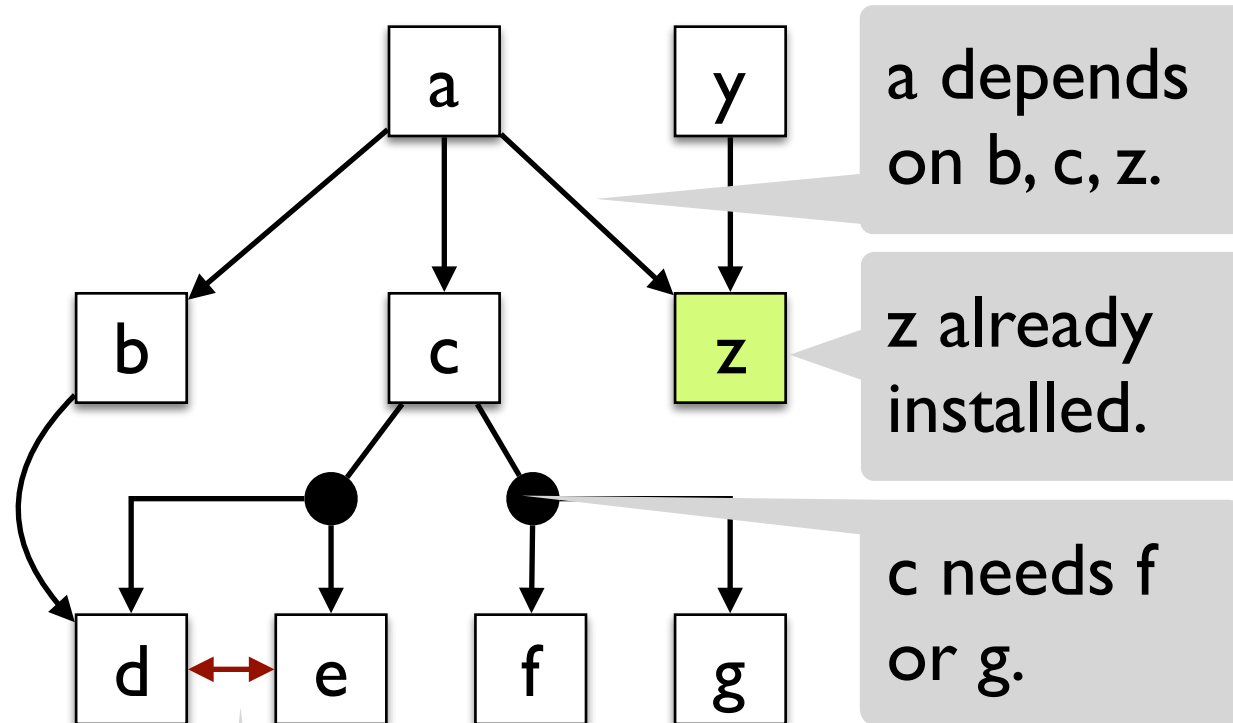 a
y
a depends
on b, c, z.
b
c
z
z already
installed.
c needs f
or g.
d
e
f
g